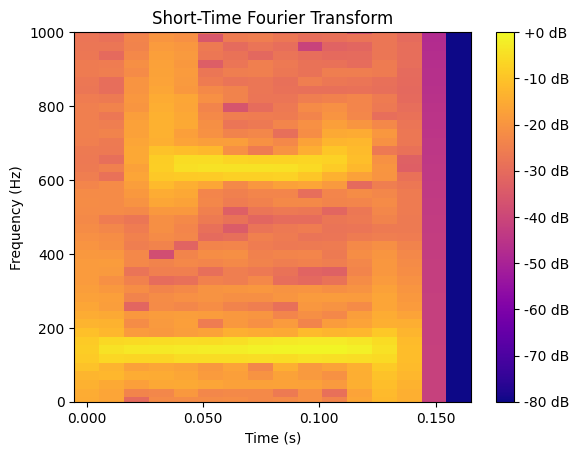 Short-Time Fourier Transform
1000
800
600
400
200
0
Frequency (Hz)
0.000
0.050
0.100
0.150
Time (s)
+0 dB
-10 dB
-20 dB
-30 dB
-40 dB
-50 dB
-60 dB
-70 dB
-80 dB